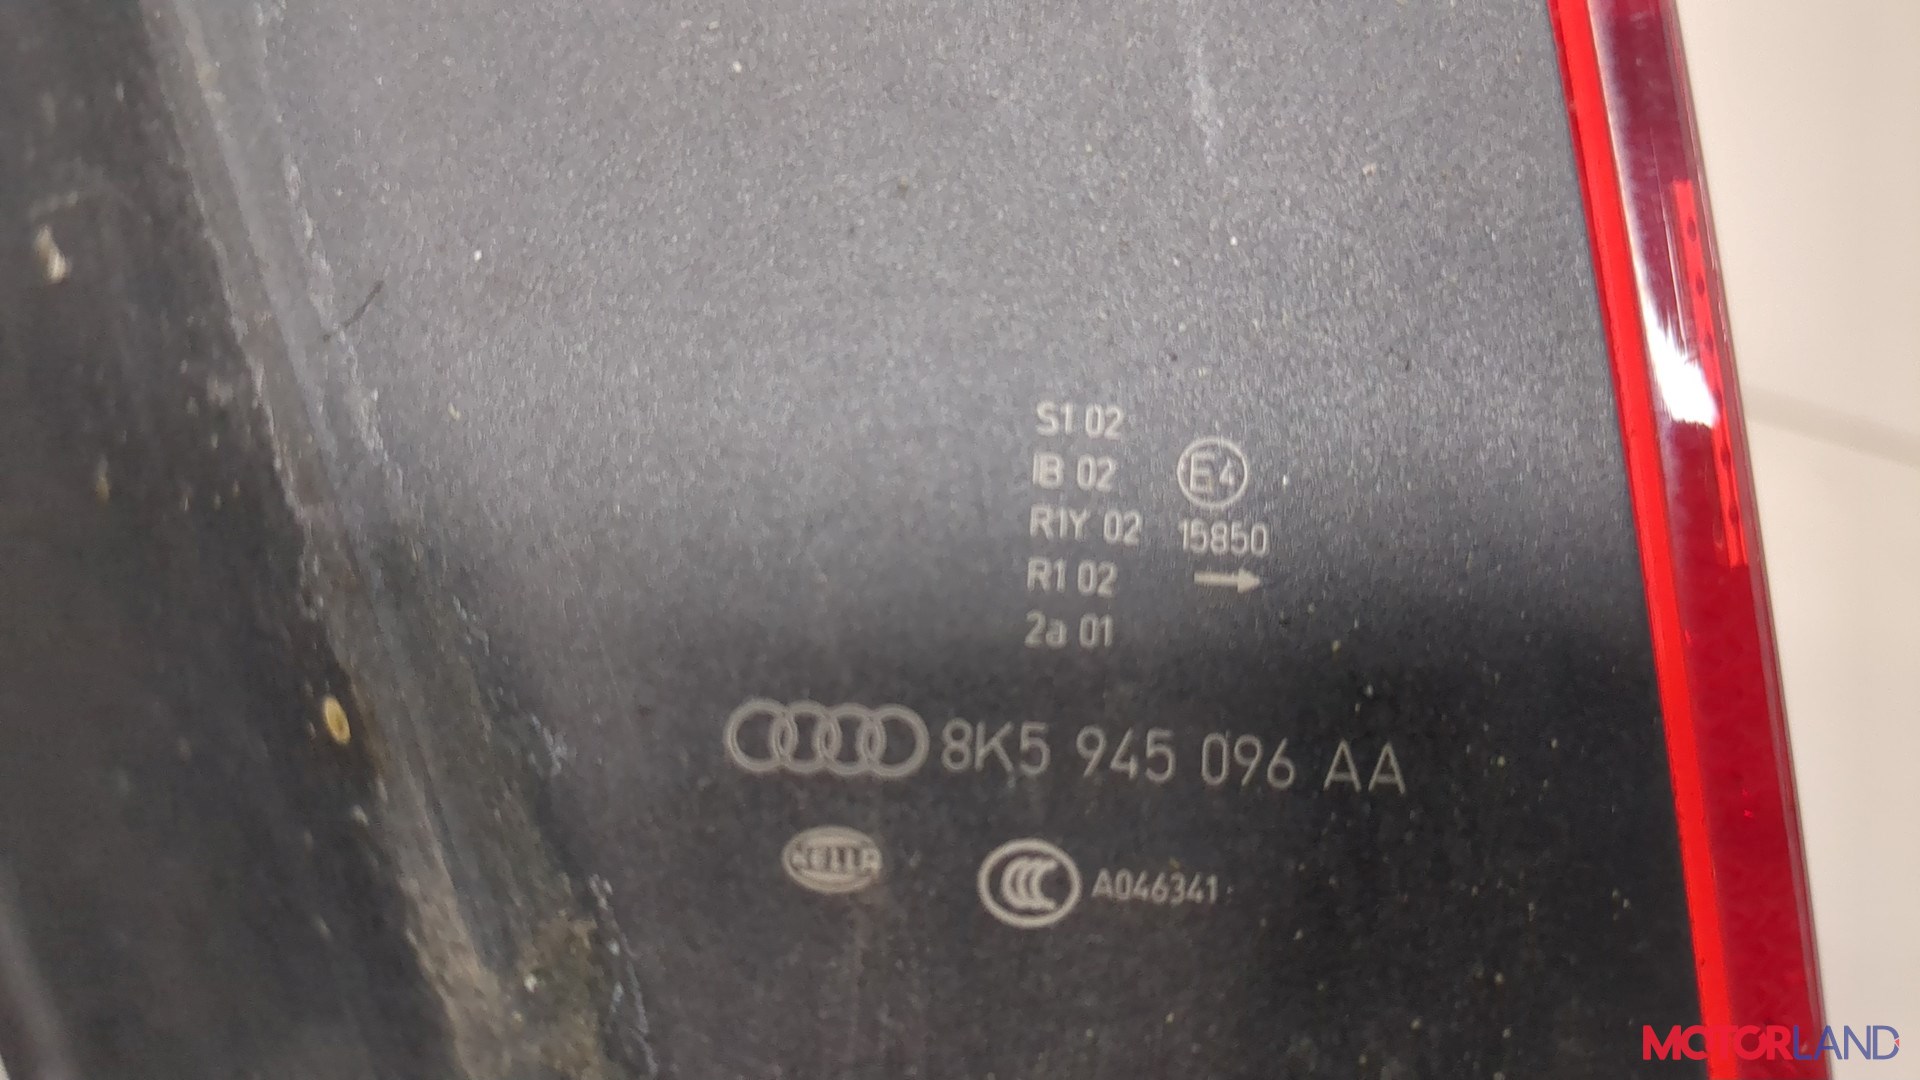 S1 02
IB 02
R1Y 02
R1 02
2a 01
E4
15850
8K5 945 096 AA
HELLA
CCC
A046341
MOTORLAND